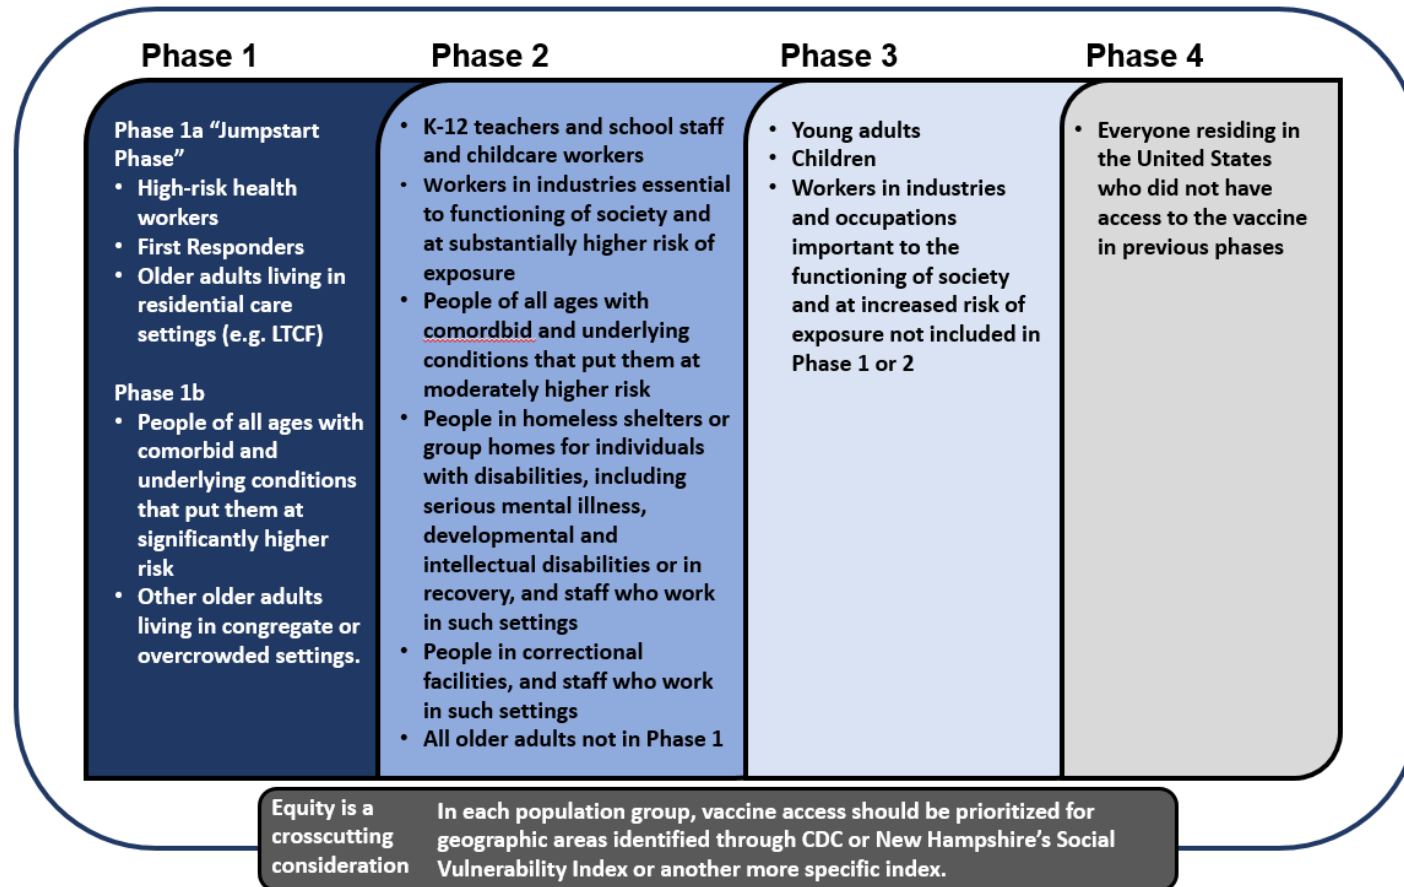 Phase 1
Phase 1a “Jumpstart
Phase”
• High-risk health
workers
• First Responders
• Older adults living in
residential care
settings (e.g. LTCF)
Phase 1b
• People of all ages with
comorbid and
underlying conditions
that put them at
significantly higher
risk
• Other older adults
living in congregate or
overcrowded settings.
Phase 2
• K-12 teachers and school staff
and childcare workers
• Workers in industries essential
to functioning of society and
at substantially higher risk of
exposure
• People of all ages with
comordbid and underlying
conditions that put them at
moderately higher risk
• People in homeless shelters or
group homes for individuals
with disabilities, including
serious mental illness,
developmental and
intellectual disabilities or in
recovery, and staff who work
in such settings
• People in correctional
facilities, and staff who work
in such settings
• All older adults not in Phase 1
Phase 3
• Young adults
• Children
• Workers in industries
and occupations
important to the
functioning of society
and at increased risk of
exposure not included in
Phase 1 or 2
Phase 4
• Everyone residing in
the United States
who did not have
access to the vaccine
in previous phases
Equity is a
crosscutting
consideration
In each population group, vaccine access should be prioritized for
geographic areas identified through CDC or New Hampshire’s Social
Vulnerability Index or another more specific index.